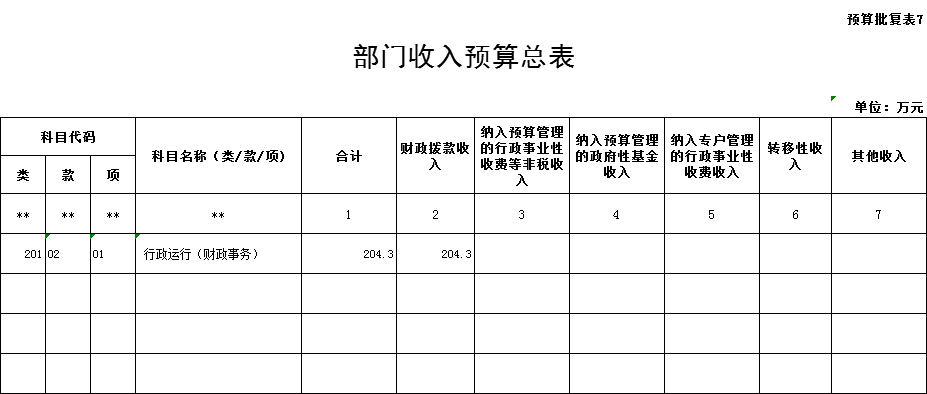 预算批复表7
部门收入预算总表
单位：万元
科目代码
科目名称（类/款/项）
合计
财政拨款收
入
纳入预算管理
的行政事业性
收费等非税收
入
纳入预算管理
的政府性基金
收入
纳入专户管理
的行政事业性
收费收入
转移性收
入
其他收入
类 款 项
** ** ** ** 1 2 3 4 5 6 7
201 02 01 行政运行（财政事务） 204.3 204.3